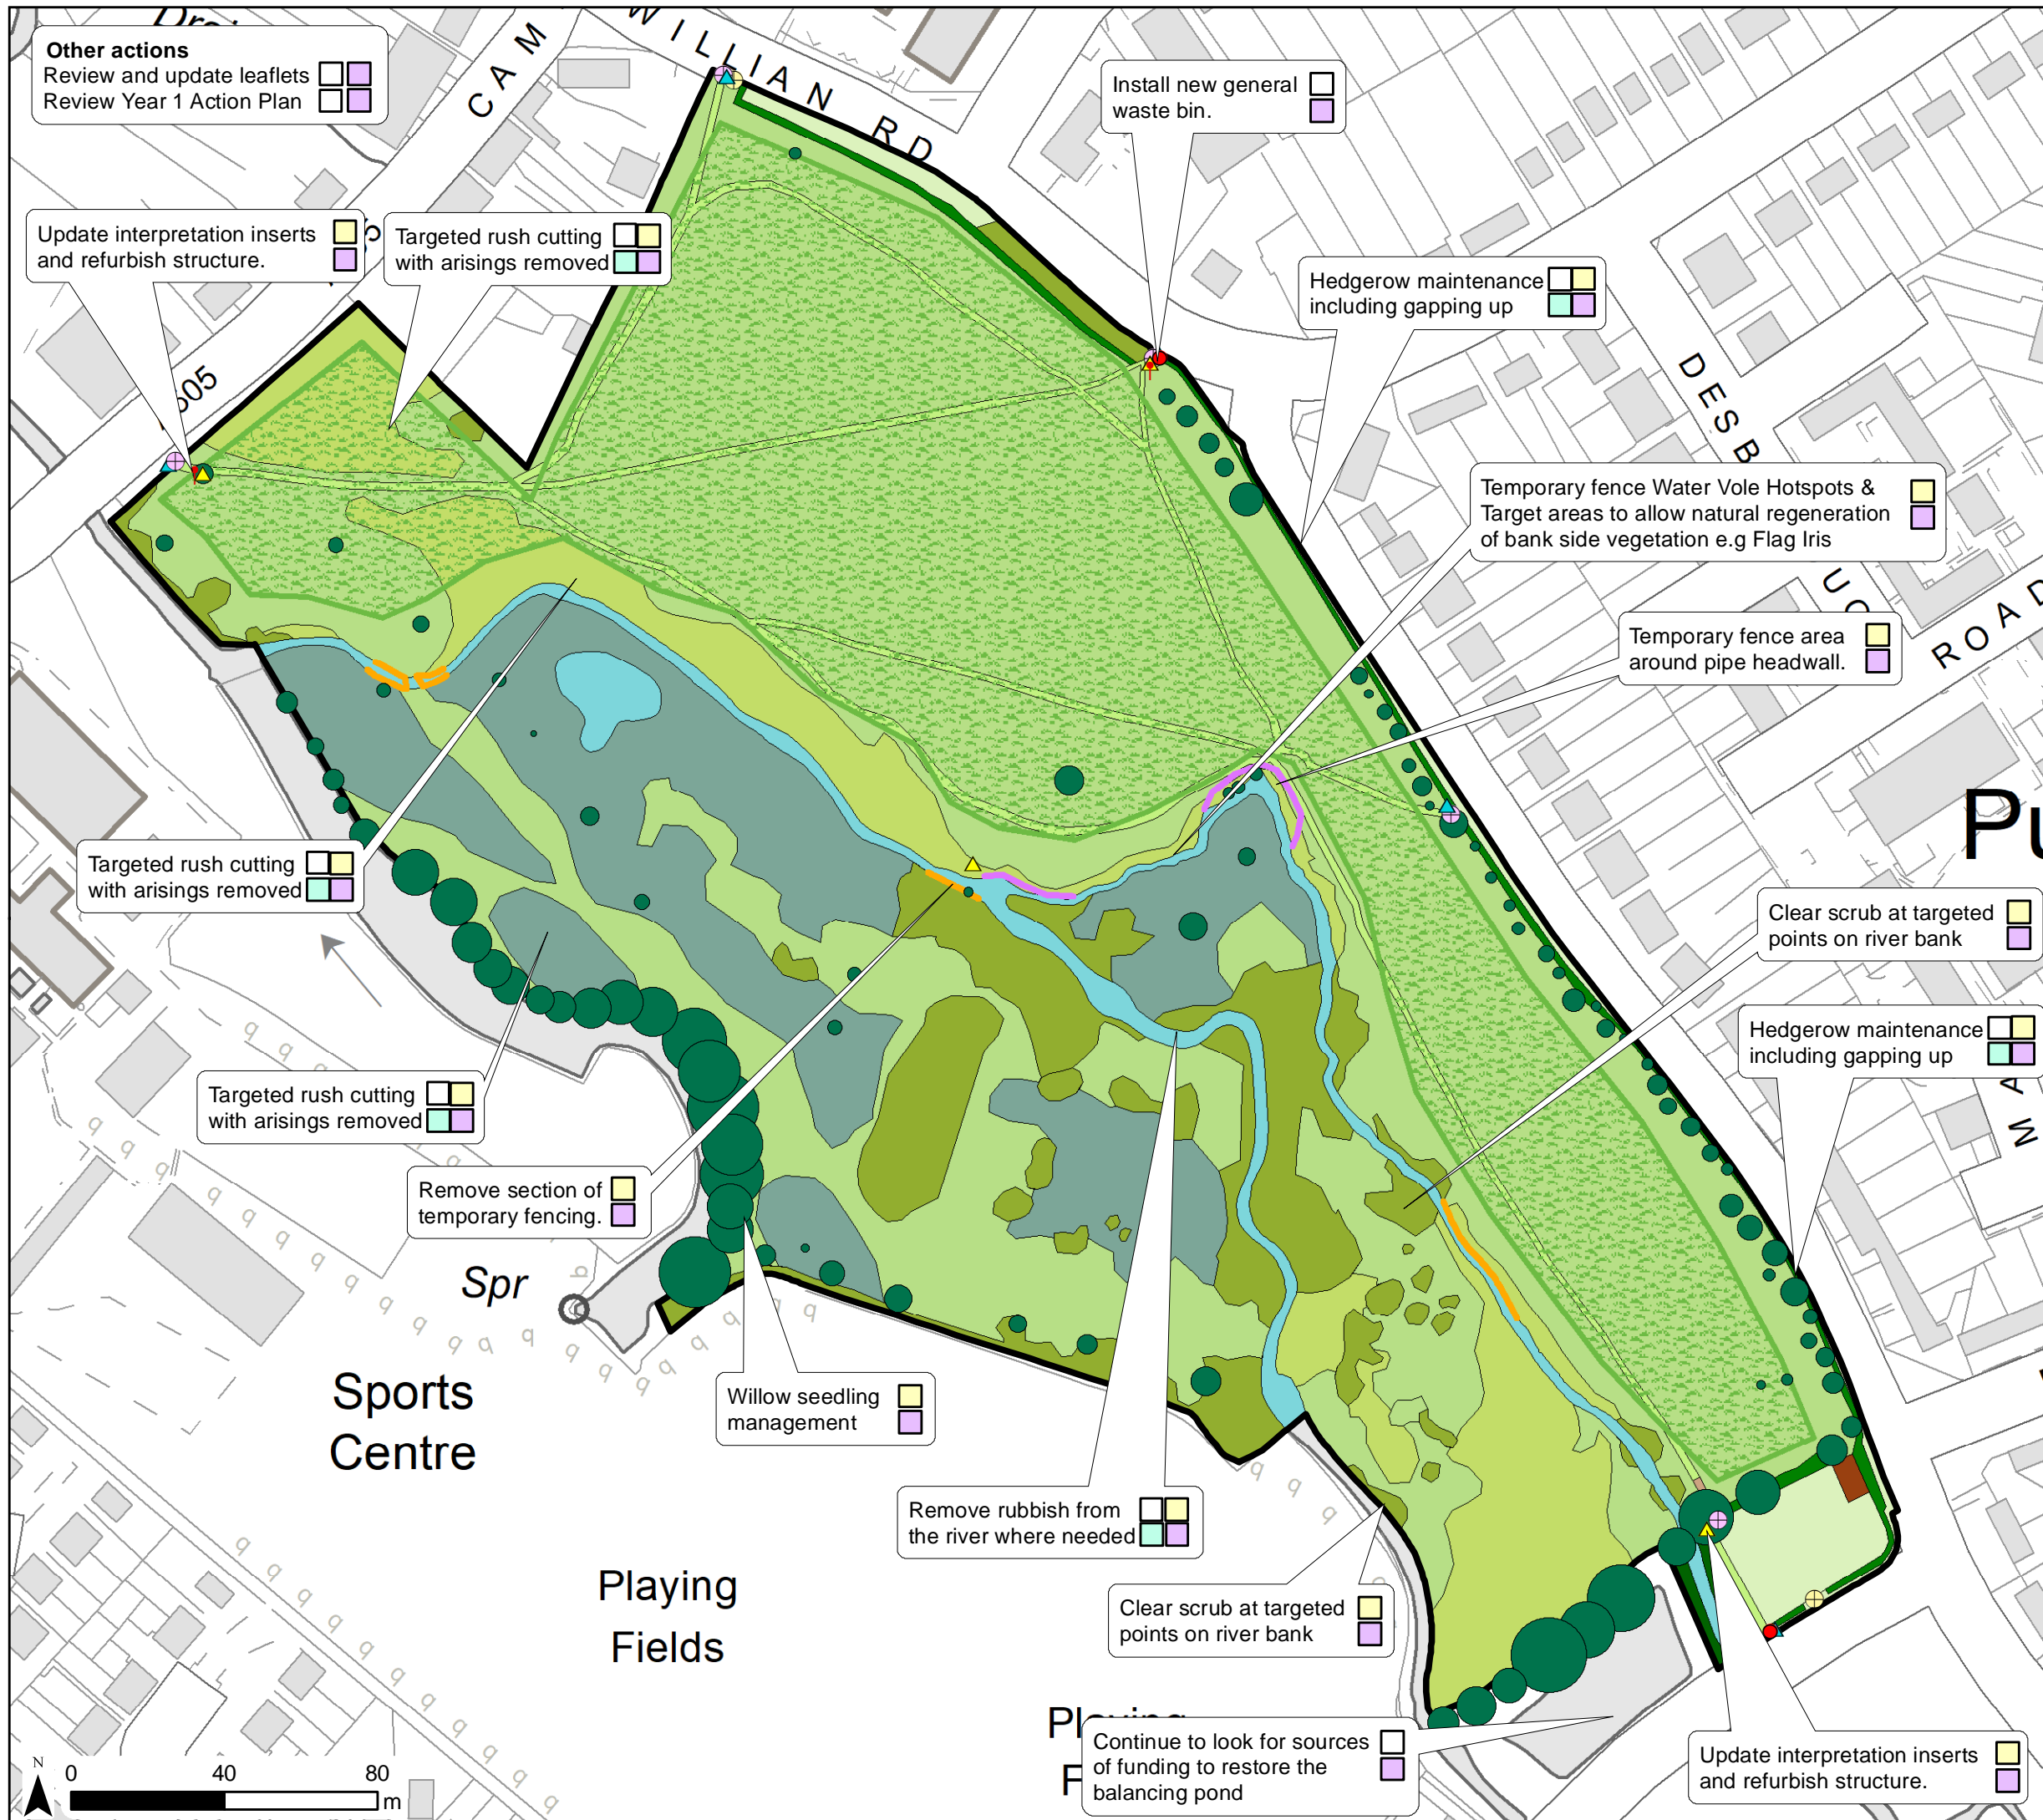 Other actions
Review and update leaflets
Review Year 1 Action Plan
CAM
WILLIAN RD
Install new general
waste bin.
Update interpretation inserts
and refurbish structure.
Targeted rush cutting
with arisings removed
Hedgerow maintenance
including gapping up
Temporary fence Water Vole Hotspots &
Target areas to allow natural regeneration
of bank side vegetation e.g Flag Iris
Temporary fence area
around pipe headwall.
ROAD
Targeted rush cutting
with arisings removed
Clear scrub at targeted
points on river bank
Hedgerow maintenance
including gapping up
Targeted rush cutting
with arisings removed
Remove section of
temporary fencing.
Spr
Sports
Centre
Willow seedling
management
Remove rubbish from
the river where needed
Playing
Fields
Clear scrub at targeted
points on river bank
Continue to look for sources
of funding to restore the
balancing pond
Update interpretation inserts
and refurbish structure.
N
0 40 80
m